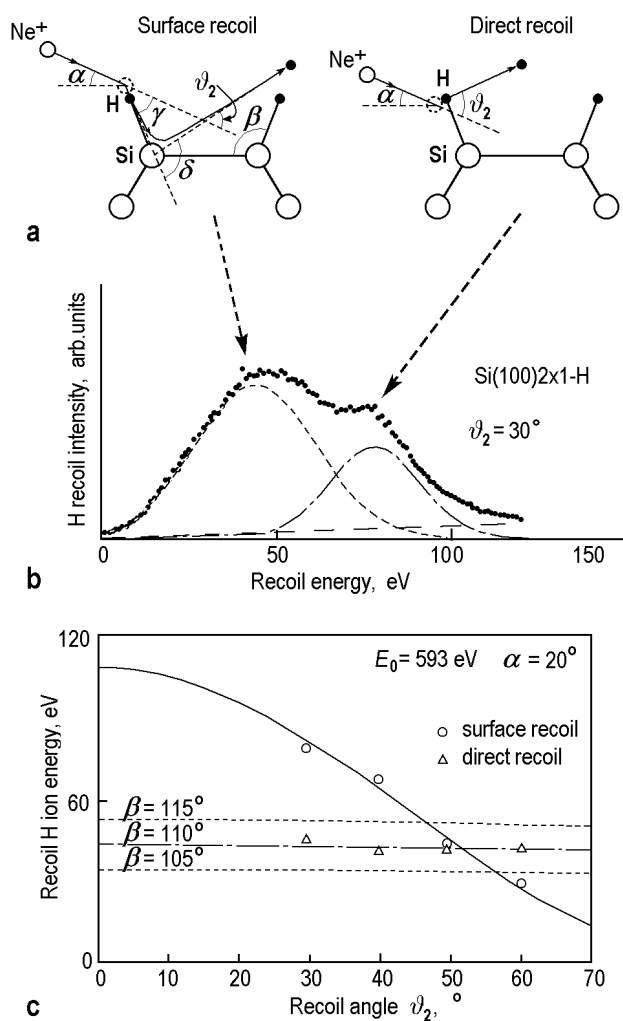 Surface recoil
Direct recoil
Ne+
Ne+
α
H
γ
ϑ2
β
Si
δ
α
H
ϑ2
Si
a
H recoil intensity, arb.units
Si(100)2x1-H
ϑ2 = 30°
0 50 100 150
Recoil energy, eV
b
Recoil H ion energy, eV
120
60
0
E0 = 593 eV α = 20°
surface recoil
direct recoil
β = 115°
β = 110°
β = 105°
0 10 20 30 40 50 60 70
Recoil angle ϑ2, °
c